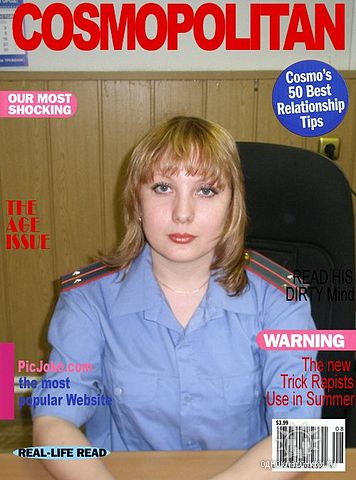 COSMOPOLITAN
Cosmo's
50 Best
Relationship
Tips
OUR MOST
SHOCKING
THE
AGE
ISSUE
READ HIS
DIRTY Mind
WARNING
The new
Trick Rapists
Use in Summer
PicJoke.com
the most
popular Website
$3.99
08
REAL-LIFE READ